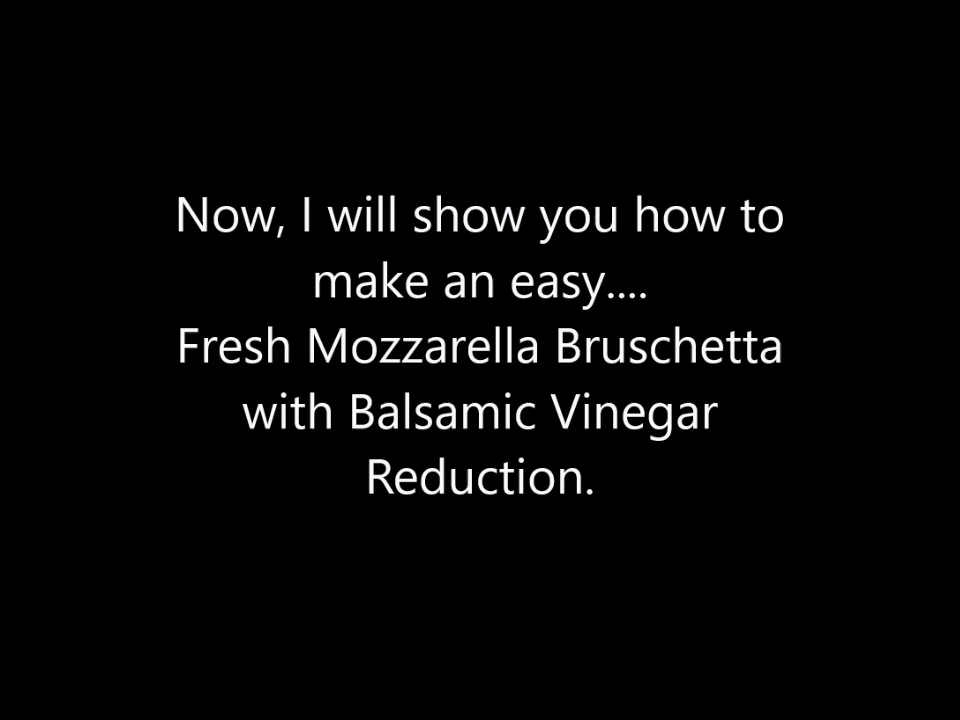 Now, I will show you how to
make an easy....
Fresh Mozzarella Bruschetta
with Balsamic Vinegar
Reduction.